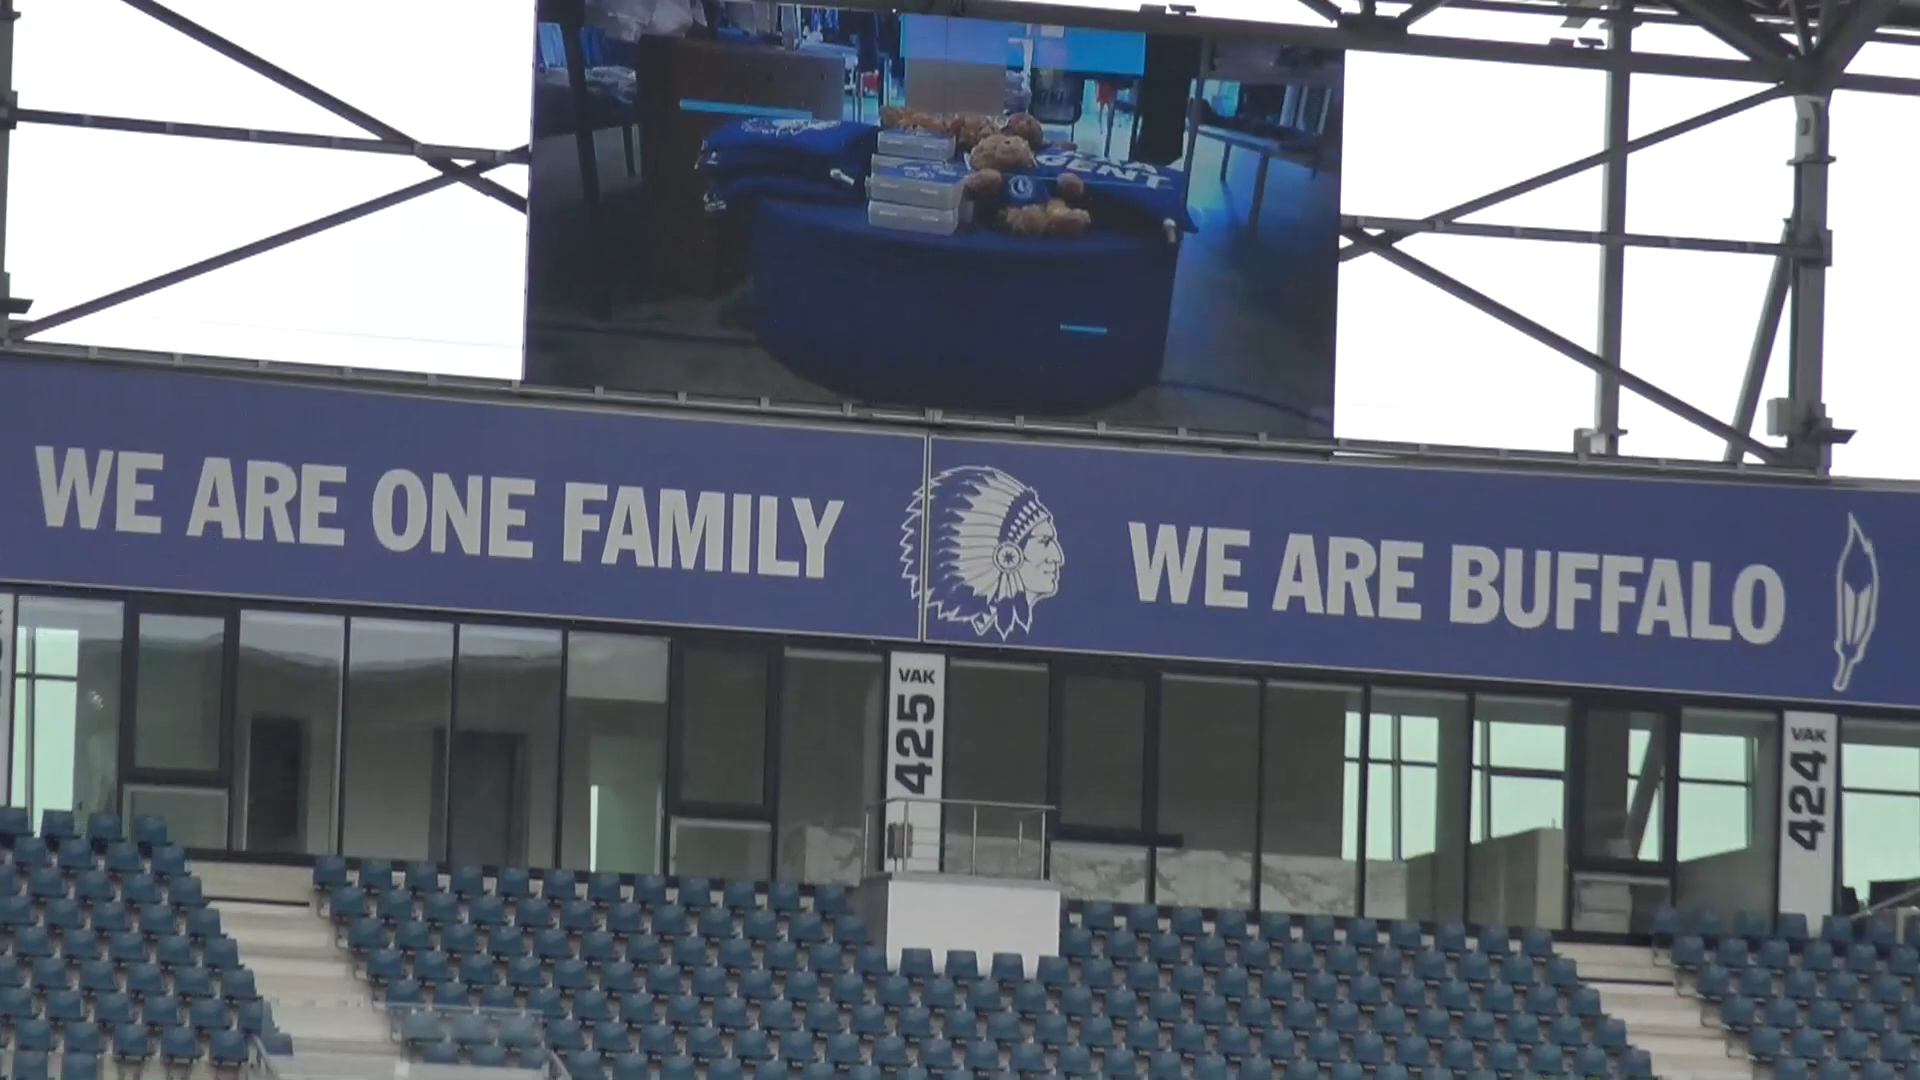 GENT
WE ARE ONE FAMILY
WE ARE BUFFALO
VAK
425
VAK
424